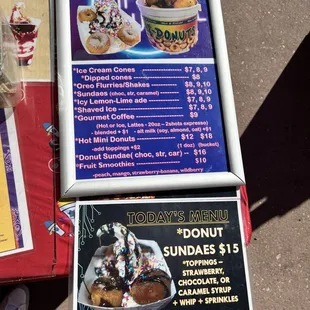 DONUTS
*Ice Cream Cones ---------------- $7, 8, 9
*Dipped cones ------------------- $8
*Oreo Flurries/Shakes ---------- $8, 9, 10
*Sundaes (choc, str, caramel) ------- $8, 9, 10
*Icy Lemon-Lime ade --------- $7, 8, 9
*Shaved Ice ------------------- $7, 8, 9
*Gourmet Coffee --------------- $9
(Hot or Ice, Lattes - 20oz - 2shots espresso)
- blended + $1 - alt milk (soy, almond, oat) +$1
*Hot Mini Donuts ------------ $12 $18
- add toppings +$2 (1 doz) (bucket)
*Donut Sundae( choc, str, car) -- $16
*Fruit Smoothies ------------- $10
-peach, mango, strawberry-banana, wildberry
TODAY'S MENU
*DONUT
SUNDAES $15
*TOPPINGS -
STRAWBERRY,
CHOCOLATE, OR
CARAMEL SYRUP
+ WHIP + SPRINKLES